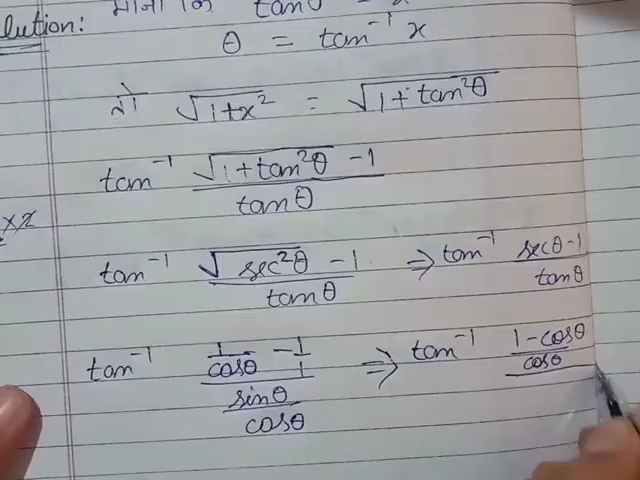 lution: माना कि tanθ = x
θ = tan⁻¹ x
तो √(1+x²) = √(1+tan²θ)
tan⁻¹ (√(1+tan²θ) - 1)/(tanθ)
tan⁻¹ (√(sec²θ) - 1)/(tanθ) ⇒ tan⁻¹ (secθ-1)/(tanθ)
tan⁻¹ (1/cosθ - 1/1)/(sinθ/cosθ) ⇒ tan⁻¹ ((1-cosθ)/cosθ)/